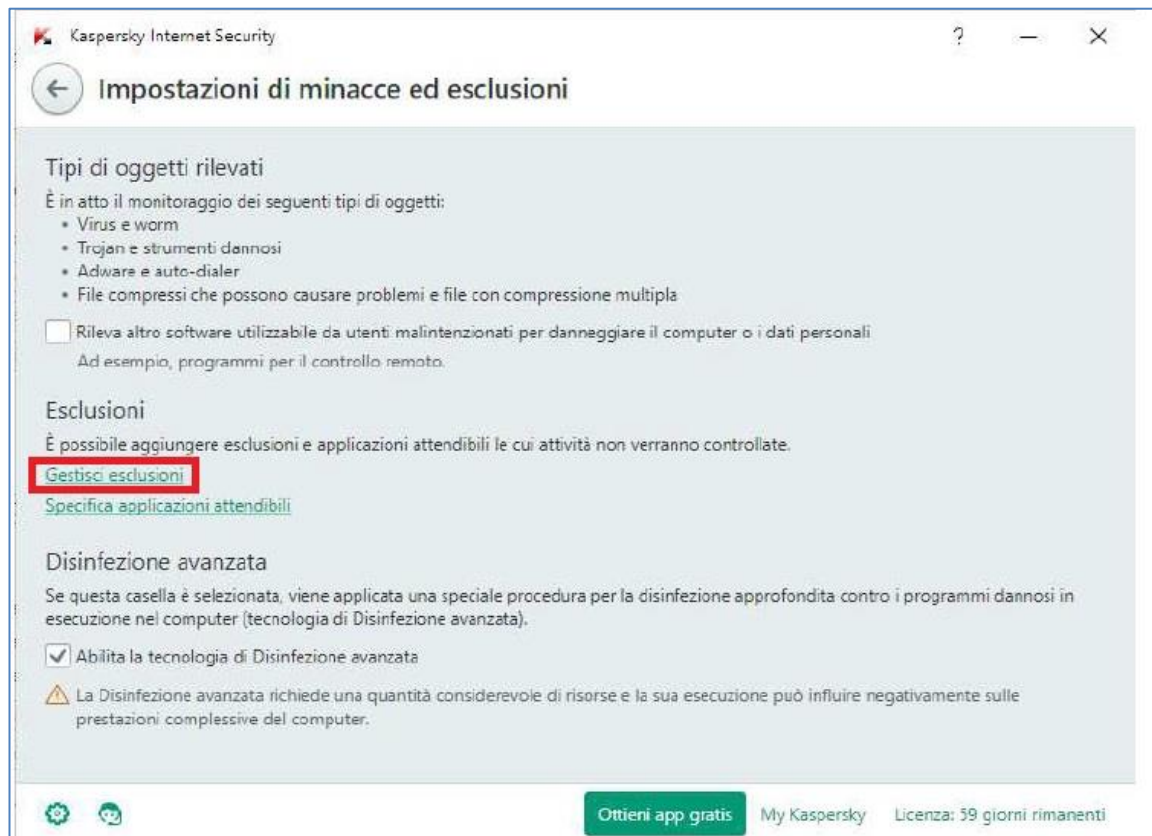 Kaspersky Internet Security
?
Impostazioni di minacce ed esclusioni
Tipi di oggetti rilevati
È in atto il monitoraggio dei seguenti tipi di oggetti:
• Virus e worm
• Trojan e strumenti dannosi
• Adware e auto-dialer
• File compressi che possono causare problemi e file con compressione multipla
Rileva altro software utilizzabile da utenti malintenzionati per danneggiare il computer o i dati personali
Ad esempio, programmi per il controllo remoto.
Esclusioni
È possibile aggiungere esclusioni e applicazioni attendibili le cui attività non verranno controllate.
Gestisci esclusioni
Specifica applicazioni attendibili
Disinfezione avanzata
Se questa casella è selezionata, viene applicata una speciale procedura per la disinfezione approfondita contro i programmi dannosi in
esecuzione nel computer (tecnologia di Disinfezione avanzata).
Abilita la tecnologia di Disinfezione avanzata
La Disinfezione avanzata richiede una quantità considerevole di risorse e la sua esecuzione può influire negativamente sulle
prestazioni complessive del computer.
Ottieni app gratis My Kaspersky Licenza: 59 giorni rimanenti